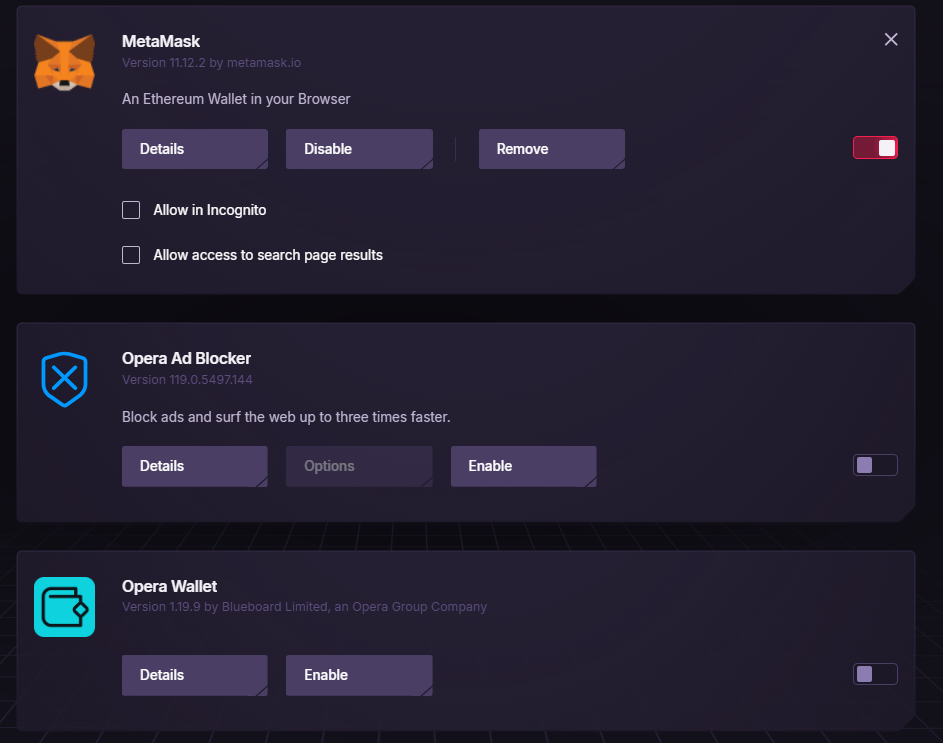 MetaMask
Version 11.12.2 by metamask.io
An Ethereum Wallet in your Browser
Details
Disable
Remove
Allow in Incognito
Allow access to search page results
Opera Ad Blocker
Version 119.0.5497.144
Block ads and surf the web up to three times faster.
Details
Options
Enable
Opera Wallet
Version 1.19.9 by Blueboard Limited, an Opera Group Company
Details
Enable